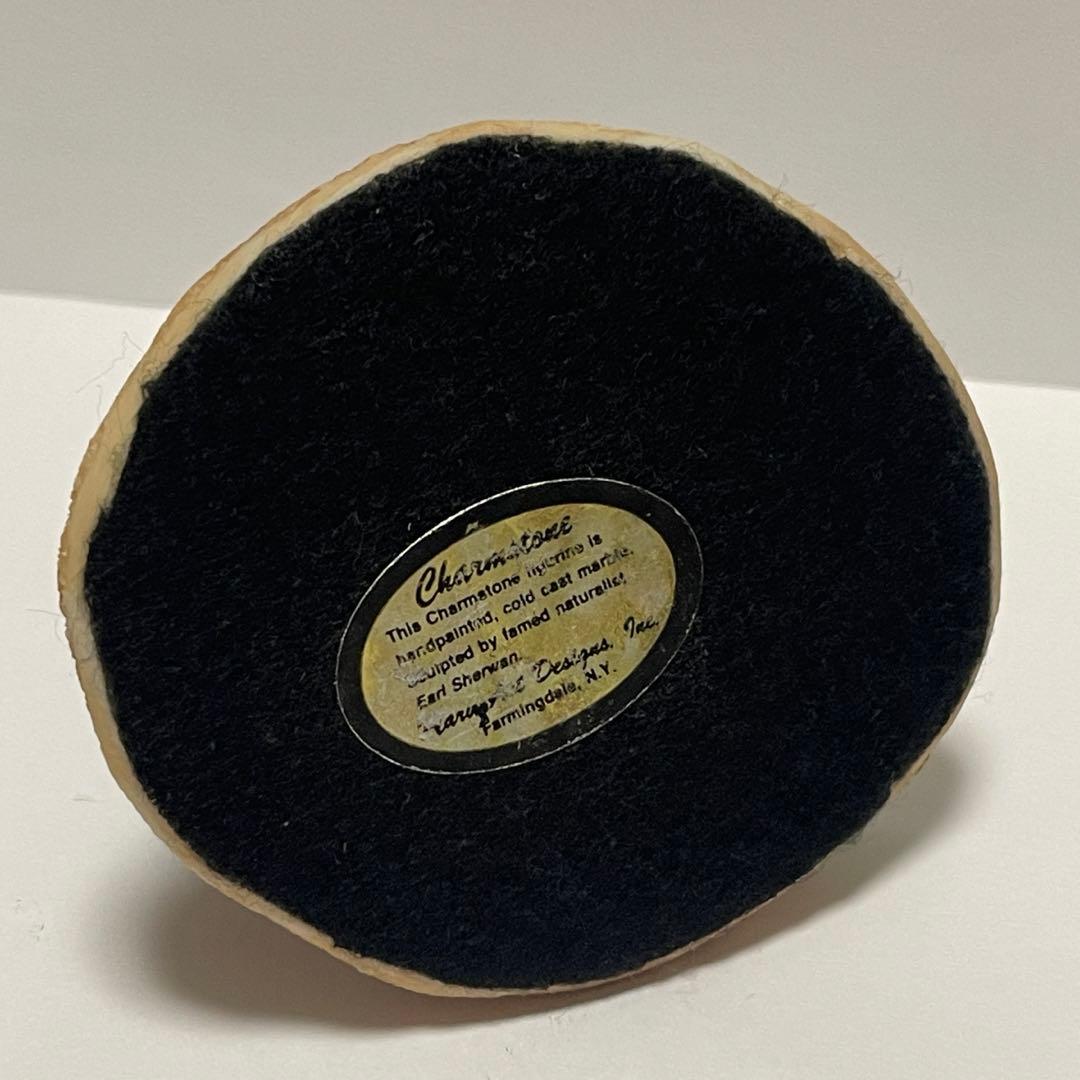 Charmstone
This Charmstone figurine is
handpainted, cold cast marble,
sculpted by famed naturalist,
Earl Sherwan.
Designs, Inc.
Farmingdale, N.Y.